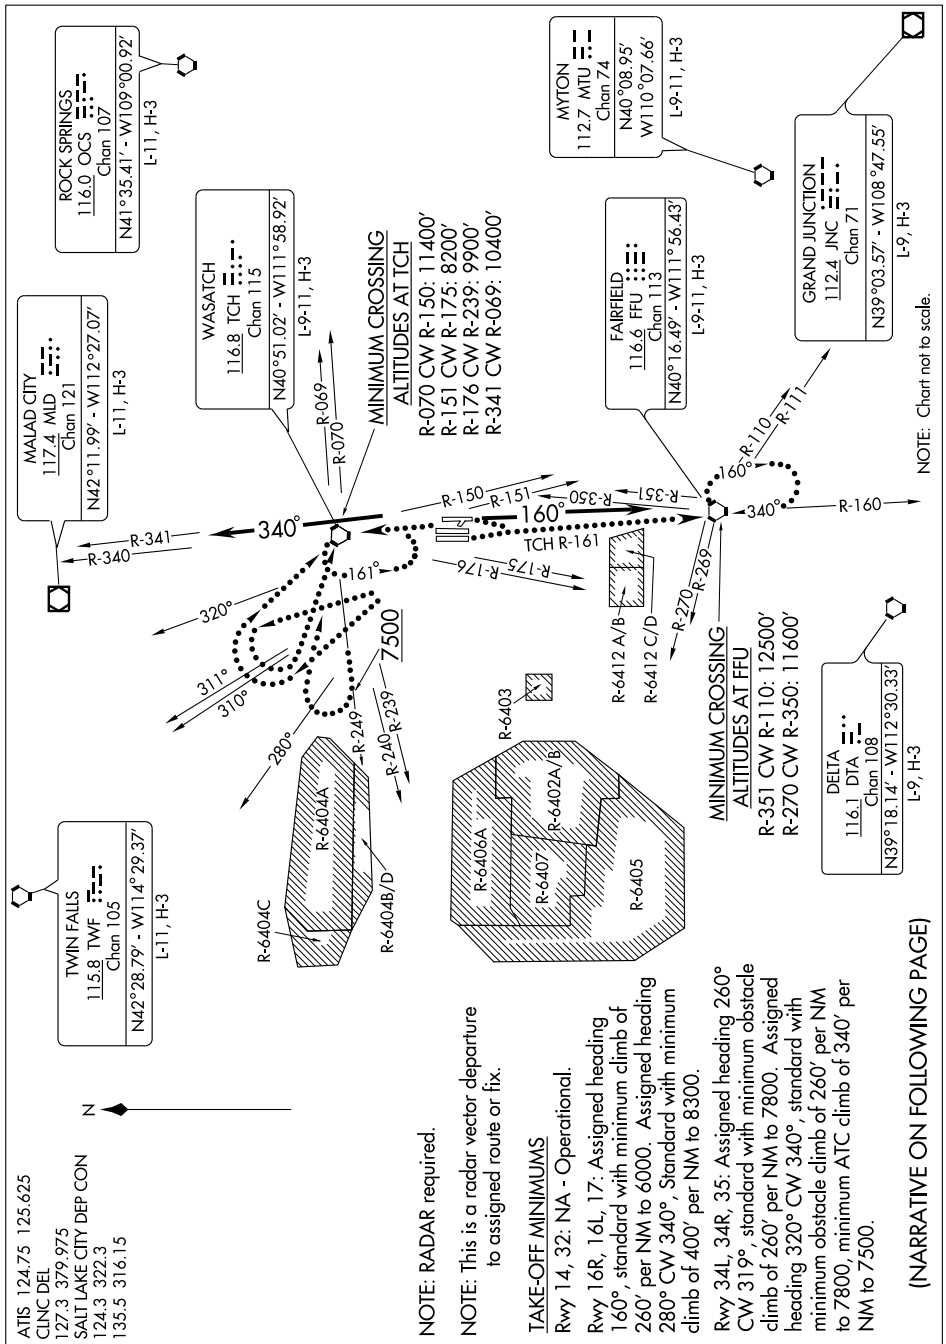 ATIS 124.75 125.625
CLNC DEL
127.3 379.975
SALT LAKE CITY DEP CON
124.3 322.3
135.5 316.15
N
TWIN FALLS
115.8 TWF
Chan 105
N42°28.79′ - W114°29.37′
L-11, H-3
MALAD CITY
117.4 MLD
Chan 121
N42°11.99′ - W112°27.07′
L-11, H-3
ROCK SPRINGS
116.0 OCS
Chan 107
N41°35.41′ - W109°00.92′
L-11, H-3
WASATCH
116.8 TCH
Chan 115
N40°51.02′ - W111°58.92′
L-9-11, H-3
R-341
R-340
340°
R-069
R-070
320°
311°
310°
280°
161°
7500
R-249
R-240
R-239
MINIMUM CROSSING
ALTITUDES AT TCH
R-070 CW R-150: 11400′
R-151 CW R-175: 8200′
R-176 CW R-239: 9900′
R-341 CW R-069: 10400′
R-150
R-151
R-176
R-175
160°
TCH R-161
R-350
R-351
R-6404A
R-6404C
R-6404B/D
R-6406A
R-6402A/B
R-6407
R-6405
R-6403
R-6412 A/B
R-6412 C/D
MYTON
112.7 MTU
Chan 74
N40°08.95′
W110°07.66′
L-9-11, H-3
FAIRFIELD
116.6 FFU
Chan 113
N40°16.49′ - W111°56.43′
L-9-11, H-3
GRAND JUNCTION
112.4 JNC
Chan 71
N39°03.57′ - W108°47.55′
L-9, H-3
R-110
R-111
160°
340°
R-160
R-269
R-270
MINIMUM CROSSING
ALTITUDES AT FFU
R-351 CW R-110: 12500′
R-270 CW R-350: 11600′
DELTA
116.1 DTA
Chan 108
N39°18.14′ - W112°30.33′
L-9, H-3
NOTE: Chart not to scale.
NOTE: RADAR required.
NOTE: This is a radar vector departure
to assigned route or fix.
TAKE-OFF MINIMUMS
Rwy 14, 32: NA - Operational.
Rwy 16R, 16L, 17: Assigned heading
160°, standard with minimum climb of
260′ per NM to 6000. Assigned heading
280° CW 340°, Standard with minimum
climb of 400′ per NM to 8300.
Rwy 34L, 34R, 35: Assigned heading 260°
CW 319°, standard with minimum obstacle
climb of 260′ per NM to 7800. Assigned
heading 320° CW 340°, standard with
minimum obstacle climb of 260′ per NM
to 7800, minimum ATC climb of 340′ per
NM to 7500.
(NARRATIVE ON FOLLOWING PAGE)